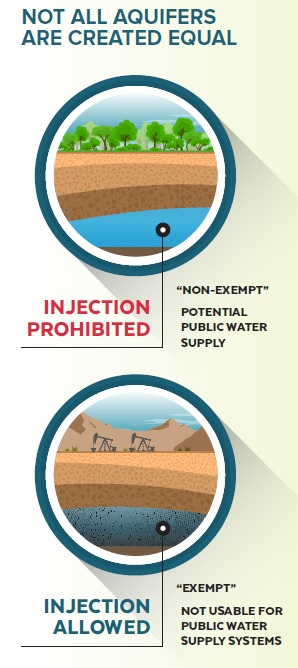 NOT ALL AQUIFERS
ARE CREATED EQUAL
“NON-EXEMPT”
INJECTION
PROHIBITED
POTENTIAL
PUBLIC WATER
SUPPLY
“EXEMPT”
INJECTION
ALLOWED
NOT USABLE FOR
PUBLIC WATER
SUPPLY SYSTEMS